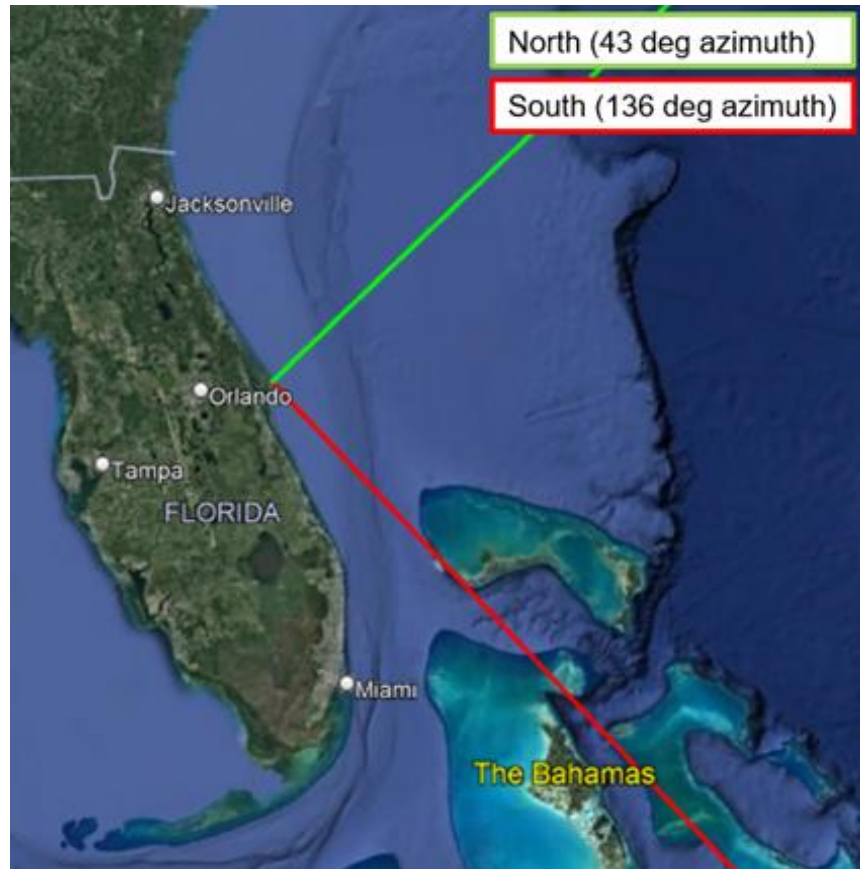 North (43 deg azimuth)
South (136 deg azimuth)
Jacksonville
Orlando
Tampa
FLORIDA
Miami
The Bahamas